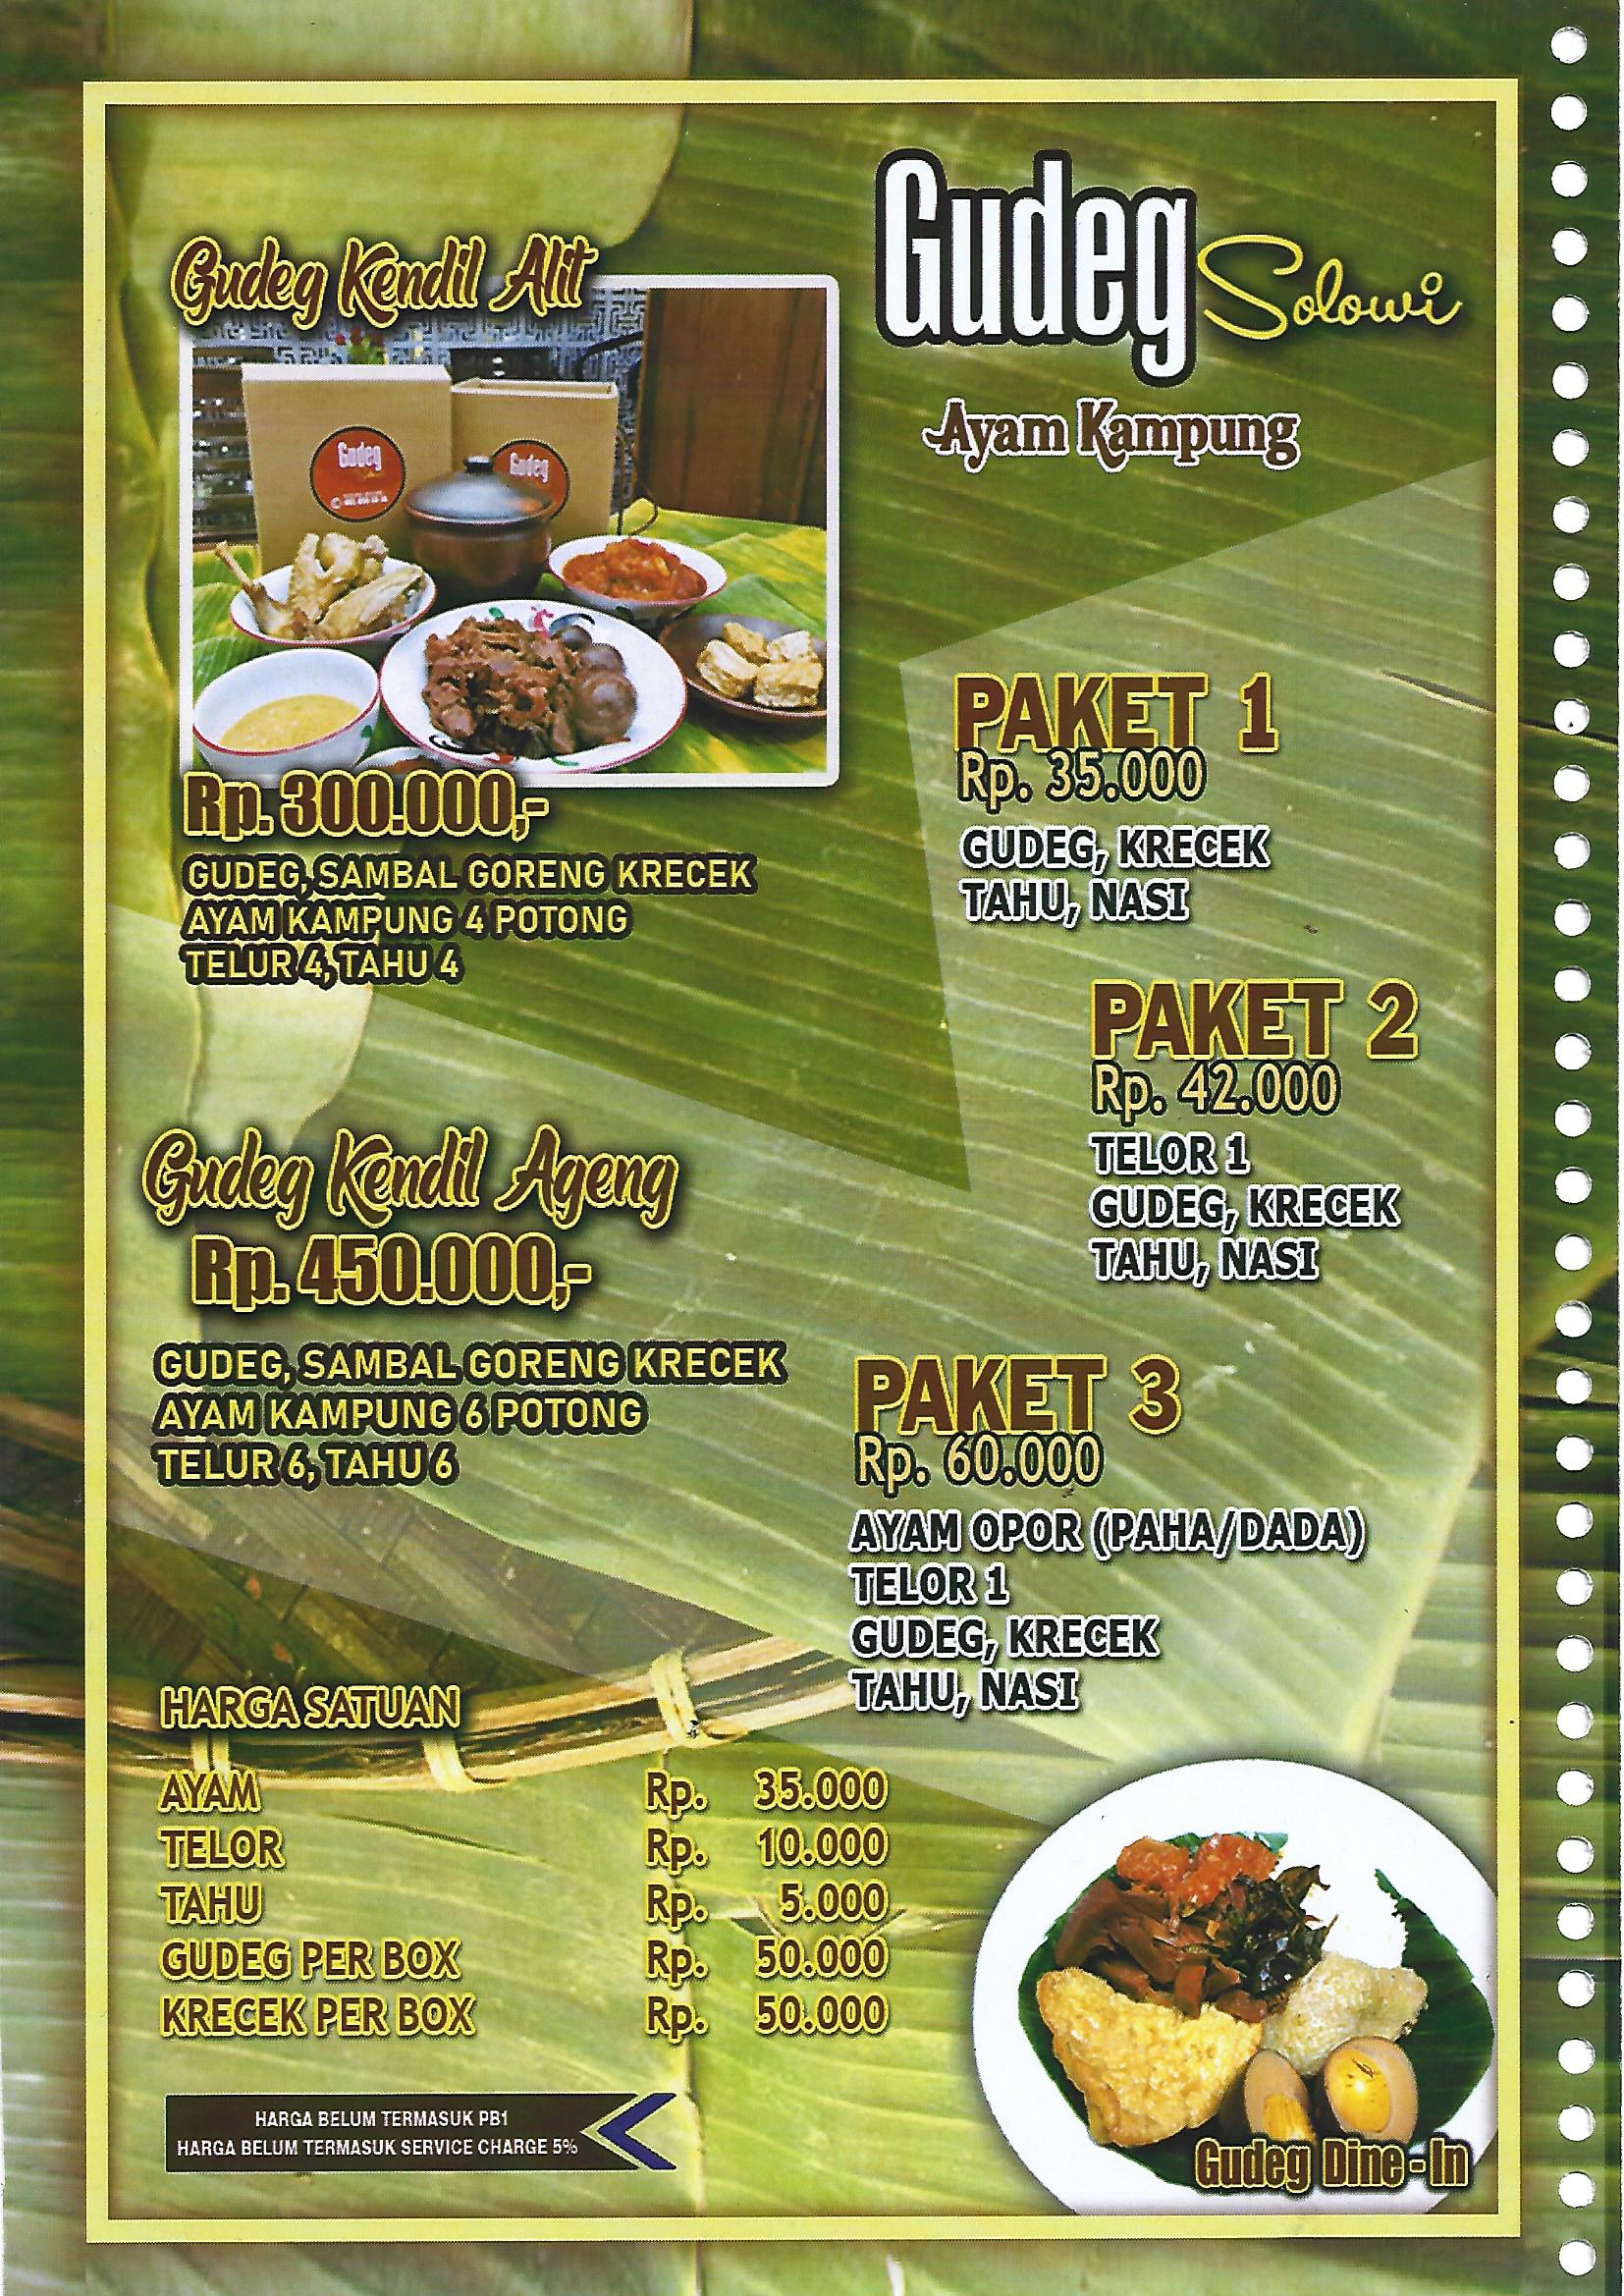 Gudeg Solowi
Ayam Kampung
Gudeg Kendil Alit
Gudeg
Gudeg
Rp. 300.000,-
GUDEG, SAMBAL GORENG KRECEK
AYAM KAMPUNG 4 POTONG
TELUR 4, TAHU 4
Gudeg Kendil Ageng
Rp. 450.000,-
GUDEG, SAMBAL GORENG KRECEK
AYAM KAMPUNG 6 POTONG
TELUR 6, TAHU 6
PAKET 1
Rp. 35.000
GUDEG, KRECEK
TAHU, NASI
PAKET 2
Rp. 42.000
TELOR 1
GUDEG, KRECEK
TAHU, NASI
PAKET 3
Rp. 60.000
AYAM OPOR (PAHA/DADA)
TELOR 1
GUDEG, KRECEK
TAHU, NASI
HARGA SATUAN
AYAM Rp. 35.000
TELOR Rp. 10.000
TAHU Rp. 5.000
GUDEG PER BOX Rp. 50.000
KRECEK PER BOX Rp. 50.000
HARGA BELUM TERMASUK PB1
HARGA BELUM TERMASUK SERVICE CHARGE 5%
Gudeg Dine-In